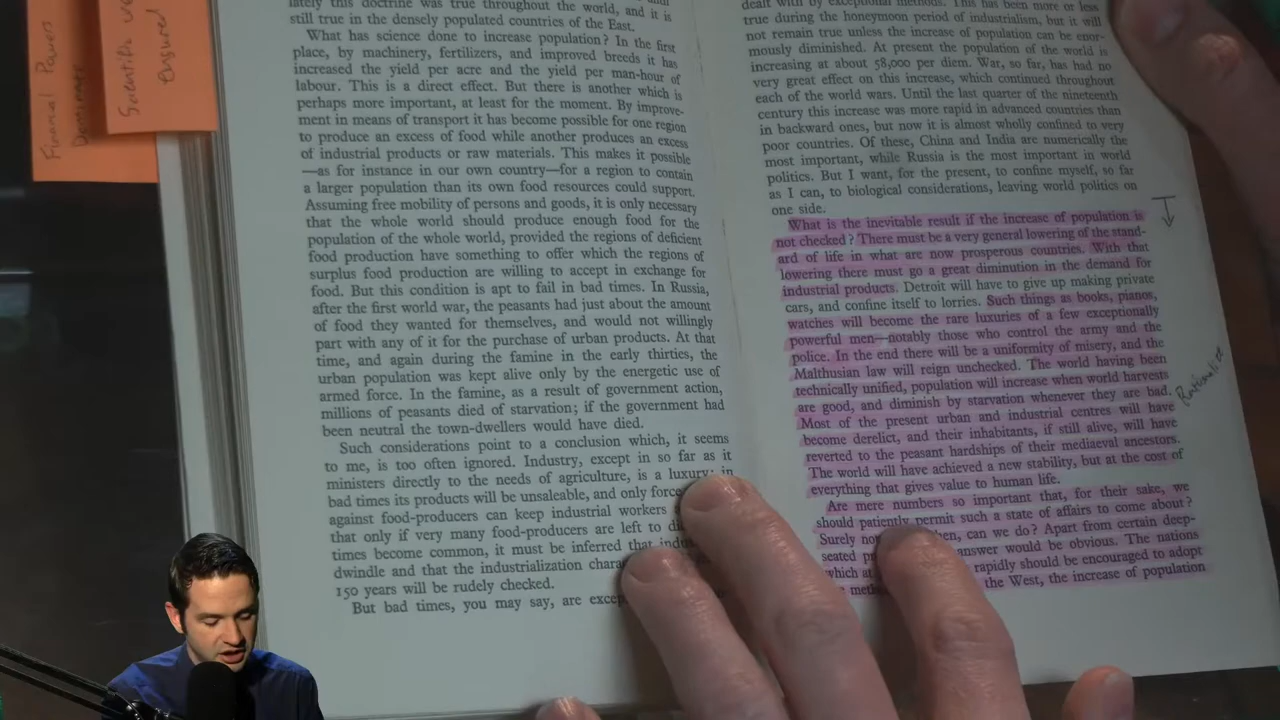 Financial Powers
Scientific
Ensured
lately this doctrine was true throughout the world, and it is
still true in the densely populated countries of the East.
What has science done to increase population? In the first
place, by machinery, fertilizers, and improved breeds it has
increased the yield per acre and the yield per man-hour of
labour. This is a direct effect. But there is another which is
perhaps more important, at least for the moment. By improve-
ment in means of transport it has become possible for one region
to produce an excess of food while another produces an excess
of industrial products or raw materials. This makes it possible
—as for instance in our own country—for a region to contain
a larger population than its own food resources could support.
Assuming free mobility of persons and goods, it is only necessary
that the whole world should produce enough food for the
population of the whole world, provided the regions of deficient
food production have something to offer which the regions of
surplus food production are willing to accept in exchange for
food. But this condition is apt to fail in bad times. In Russia,
after the first world war, the peasants had just about the amount
of food they wanted for themselves, and would not willingly
part with any of it for the purchase of urban products. At that
time, and again during the famine in the early thirties, the
urban population was kept alive only by the energetic use of
armed force. In the famine, as a result of government action,
millions of peasants died of starvation; if the government had
been neutral the town-dwellers would have died.
Such considerations point to a conclusion which, it seems
to me, is too often ignored. Industry, except in so far as it
ministers directly to the needs of agriculture, is a luxury: in
bad times its products will be unsaleable, and only force
against food-producers can keep industrial workers
that only if very many food-producers are left to di
times become common, it must be inferred that indu
dwindle and that the industrialization chara
150 years will be rudely checked.
But bad times, you may say, are excep
dealt with by exceptional methods. This has been more or less
true during the honeymoon period of industrialism, but it will
not remain true unless the increase of population can be enor-
mously diminished. At present the population of the world is
increasing at about 58,000 per diem. War, so far, has had no
very great effect on this increase, which continued throughout
each of the world wars. Until the last quarter of the nineteenth
century this increase was more rapid in advanced countries than
in backward ones, but now it is almost wholly confined to very
poor countries. Of these, China and India are numerically the
most important, while Russia is the most important in world
politics. But I want, for the present, to confine myself, so far
as I can, to biological considerations, leaving world politics on
one side.
What is the inevitable result if the increase of population is
not checked? There must be a very general lowering of the stand-
ard of life in what are now prosperous countries. With that
lowering there must go a great diminution in the demand for
industrial products. Detroit will have to give up making private
cars, and confine itself to lorries. Such things as books, pianos,
watches will become the rare luxuries of a few exceptionally
powerful men—notably those who control the army and the
police. In the end there will be a uniformity of misery, and the
Malthusian law will reign unchecked. The world having been
technically unified, population will increase when world harvests
are good, and diminish by starvation whenever they are bad.
Most of the present urban and industrial centres will have
become derelict, and their inhabitants, if still alive, will have
reverted to the peasant hardships of their mediaeval ancestors.
The world will have achieved a new stability, but at the cost of
everything that gives value to human life.
Are mere numbers so important that, for their sake, we
should patiently permit such a state of affairs to come about?
Surely no hen, can we do? Apart from certain deep-
seated p answer would be obvious. The nations
which at rapidly should be encouraged to adopt
meth the West, the increase of population